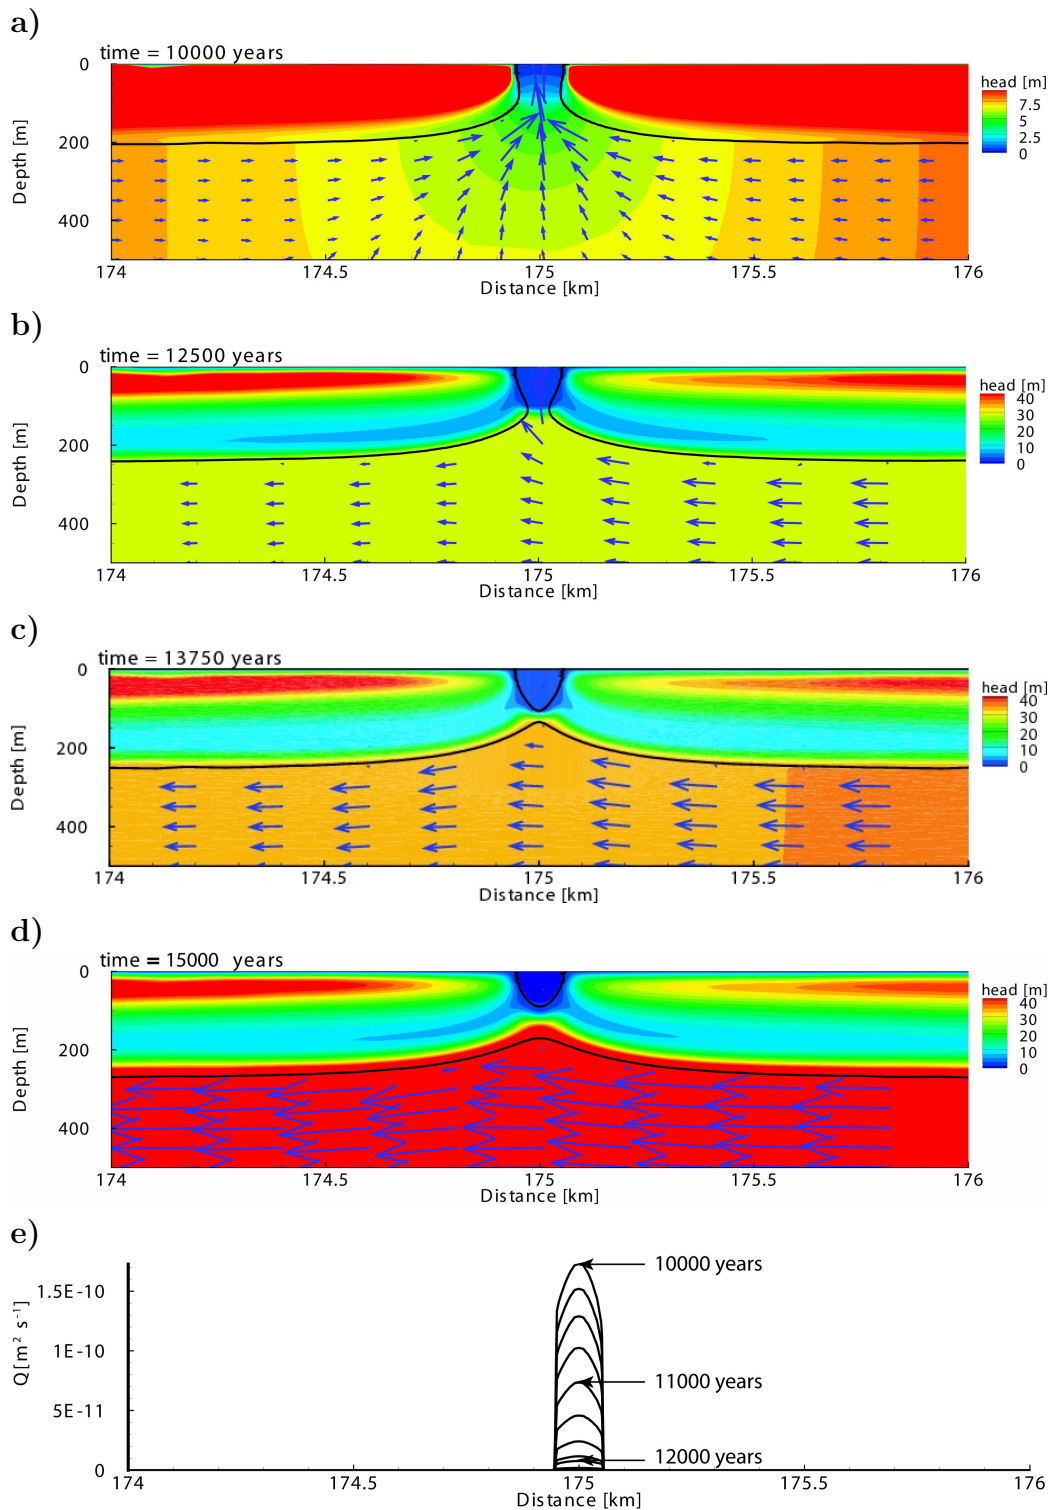 a)
time = 10000 years
0
200
400
Depth [m]
174
174.5
175
175.5
176
Distance [km]
head [m]
7.5
5
2.5
0
b)
time = 12500 years
0
200
400
Depth [m]
174
174.5
175
175.5
176
Distance [km]
head [m]
40
30
20
10
0
c)
time = 13750 years
0
200
400
Depth [m]
174
174.5
175
175.5
176
Distance [km]
head [m]
40
30
20
10
0
d)
time = 15000 years
0
200
400
Depth [m]
174
174.5
175
175.5
176
Distance [km]
head [m]
40
30
20
10
0
e)
1.5E-10
1E-10
5E-11
0
Q[m² s⁻¹]
10000 years
11000 years
12000 years
174
174.5
175
175.5
176
Distance [km]